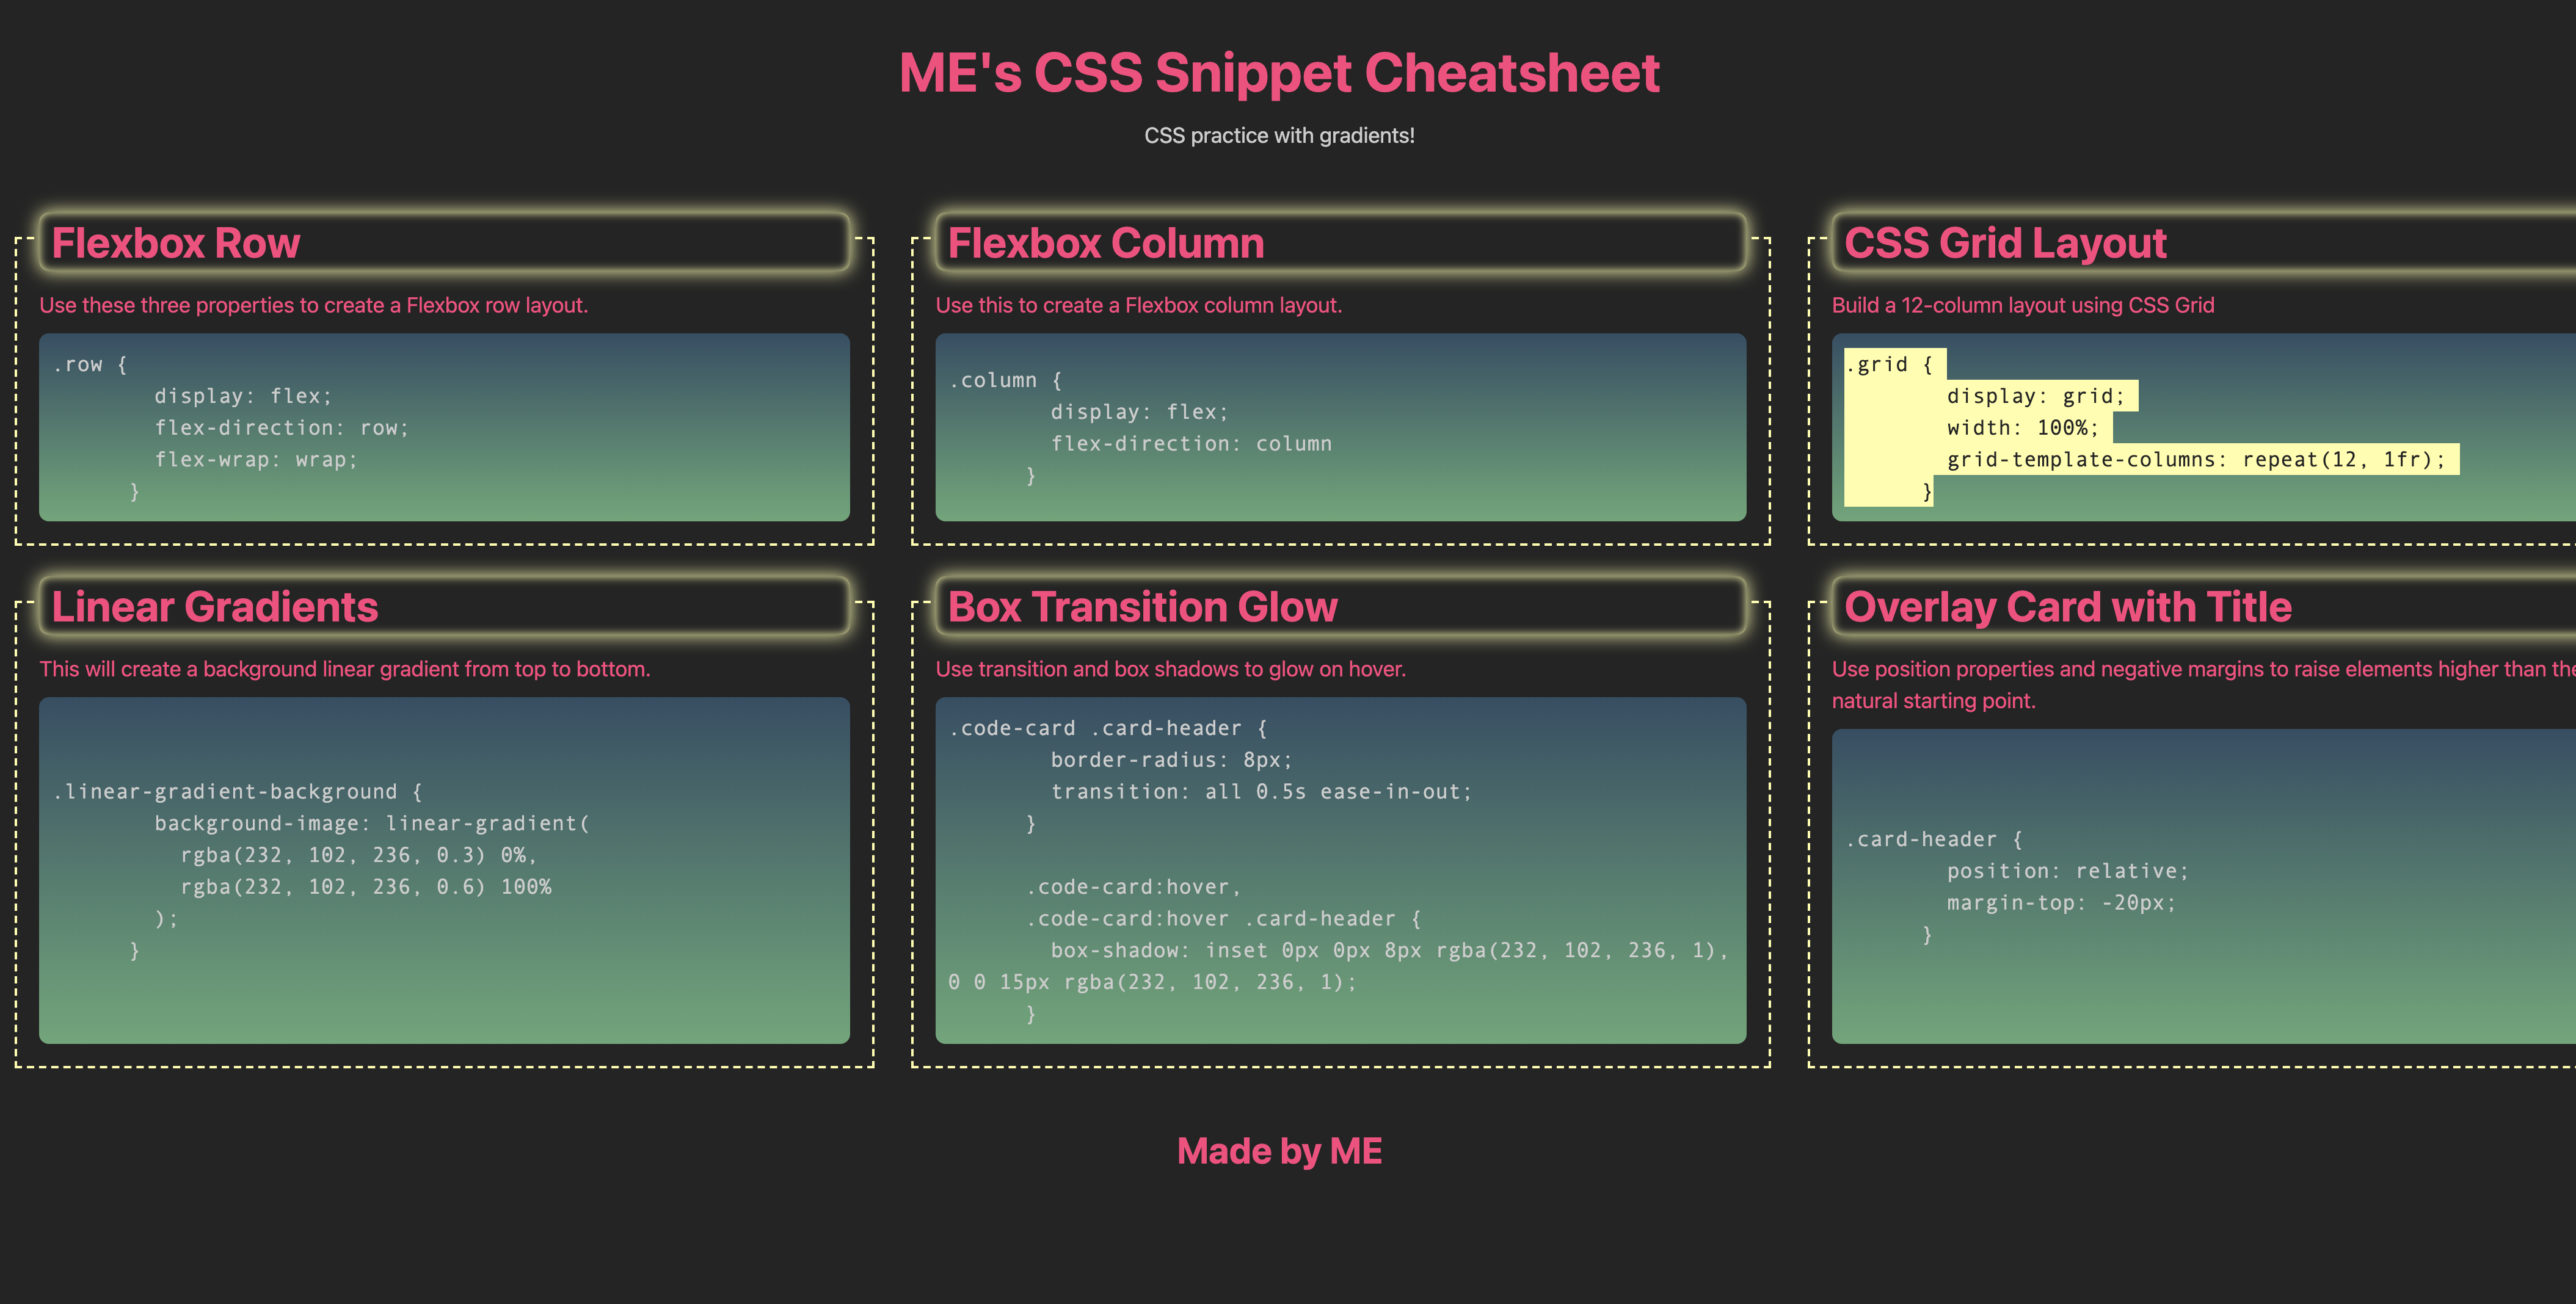 ME's CSS Snippet Cheatsheet
CSS practice with gradients!
Flexbox Row
Use these three properties to create a Flexbox row layout.
.row {
display: flex;
flex-direction: row;
flex-wrap: wrap;
}
Flexbox Column
Use this to create a Flexbox column layout.
.column {
display: flex;
flex-direction: column
}
CSS Grid Layout
Build a 12-column layout using CSS Grid
.grid {
display: grid;
width: 100%;
grid-template-columns: repeat(12, 1fr);
}
Linear Gradients
This will create a background linear gradient from top to bottom.
.linear-gradient-background {
background-image: linear-gradient(
rgba(232, 102, 236, 0.3) 0%,
rgba(232, 102, 236, 0.6) 100%
);
}
Box Transition Glow
Use transition and box shadows to glow on hover.
.code-card .card-header {
border-radius: 8px;
transition: all 0.5s ease-in-out;
}
.code-card:hover,
.code-card:hover .card-header {
box-shadow: inset 0px 0px 8px rgba(232, 102, 236, 1),
0 0 15px rgba(232, 102, 236, 1);
}
Overlay Card with Title
Use position properties and negative margins to raise elements higher than
natural starting point.
.card-header {
position: relative;
margin-top: -20px;
}
Made by ME